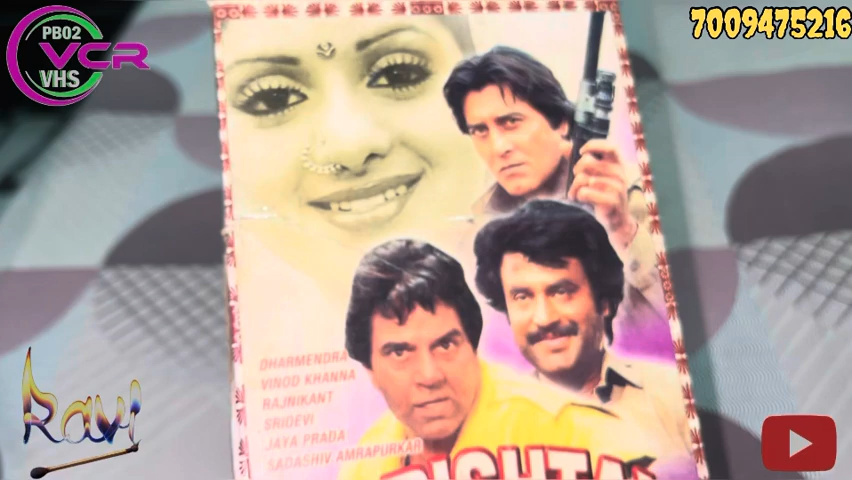 PB02
VCR
VHS
7009475216
DHARMENDRA
VINOD KHANNA
RAJNIKANT
SRIDEVI
JAYA PRADA
SADASHIV AMRAPURKAR
Ravi